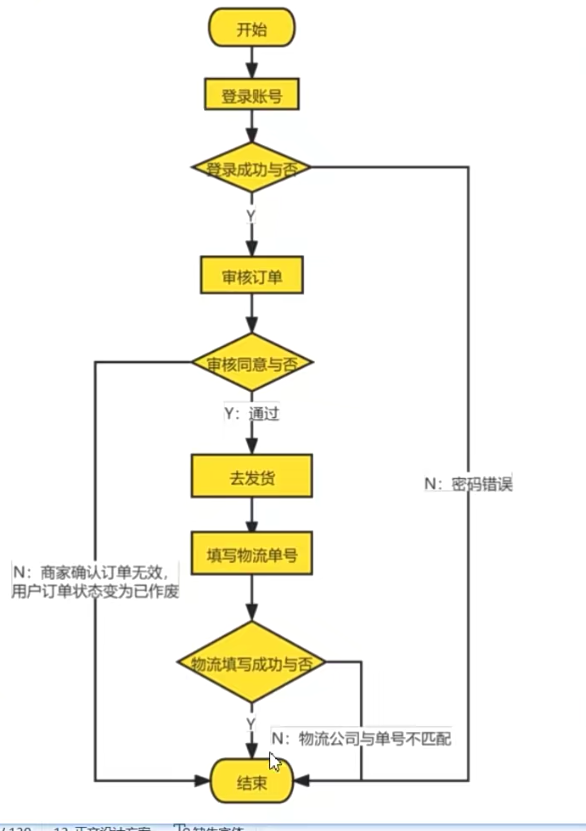 开始
登录账号
登录成功与否
Y
审核订单
审核同意与否
Y：通过
去发货
N：密码错误
填写物流单号
N：商家确认订单无效，
用户订单状态变为已作废
物流填写成功与否
Y
N：物流公司与单号不匹配
结束